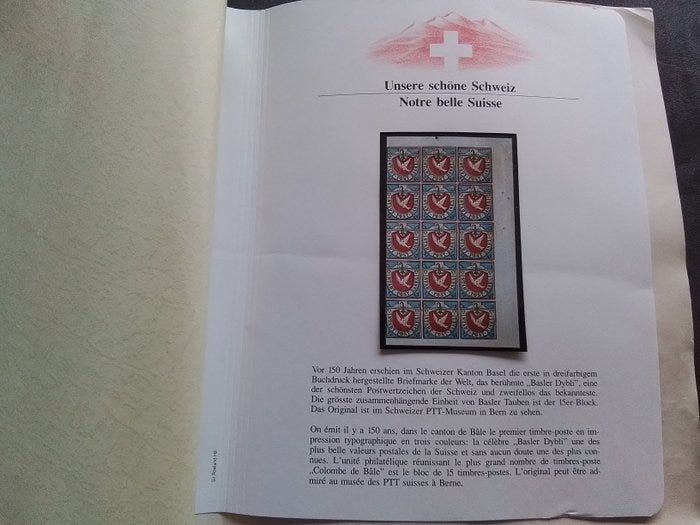 Unsere schöne Schweiz
Notre belle Suisse
Vor 150 Jahren erschien im Schweizer Kanton Basel die erste in dreifarbigem
Buchdruck hergestellte Briefmarke der Welt, das berühmte „Basler Dybli", eine
der schönsten Postwertzeichen der Schweiz und zweifellos das bekannteste.
Die grösste zusammenhängende Einheit von Basler Tauben ist der 15er-Block.
Das Original ist im Schweizer PTT-Museum in Bern zu sehen.
On émit il y a 150 ans, dans le canton de Bâle le premier timbre-poste en im-
pression typographique en trois couleurs: la célèbre „Basler Dybli" une des
plus belle valeurs postales de la Suisse et sans aucun doute une des plus con-
nues. L'unité philatélique réunissant le plus grand nombre de timbres-poste
„Colombe de Bâle" est le bloc de 15 timbres-postes. L'original peut être ad-
miré au musée des PTT suisses à Berne.